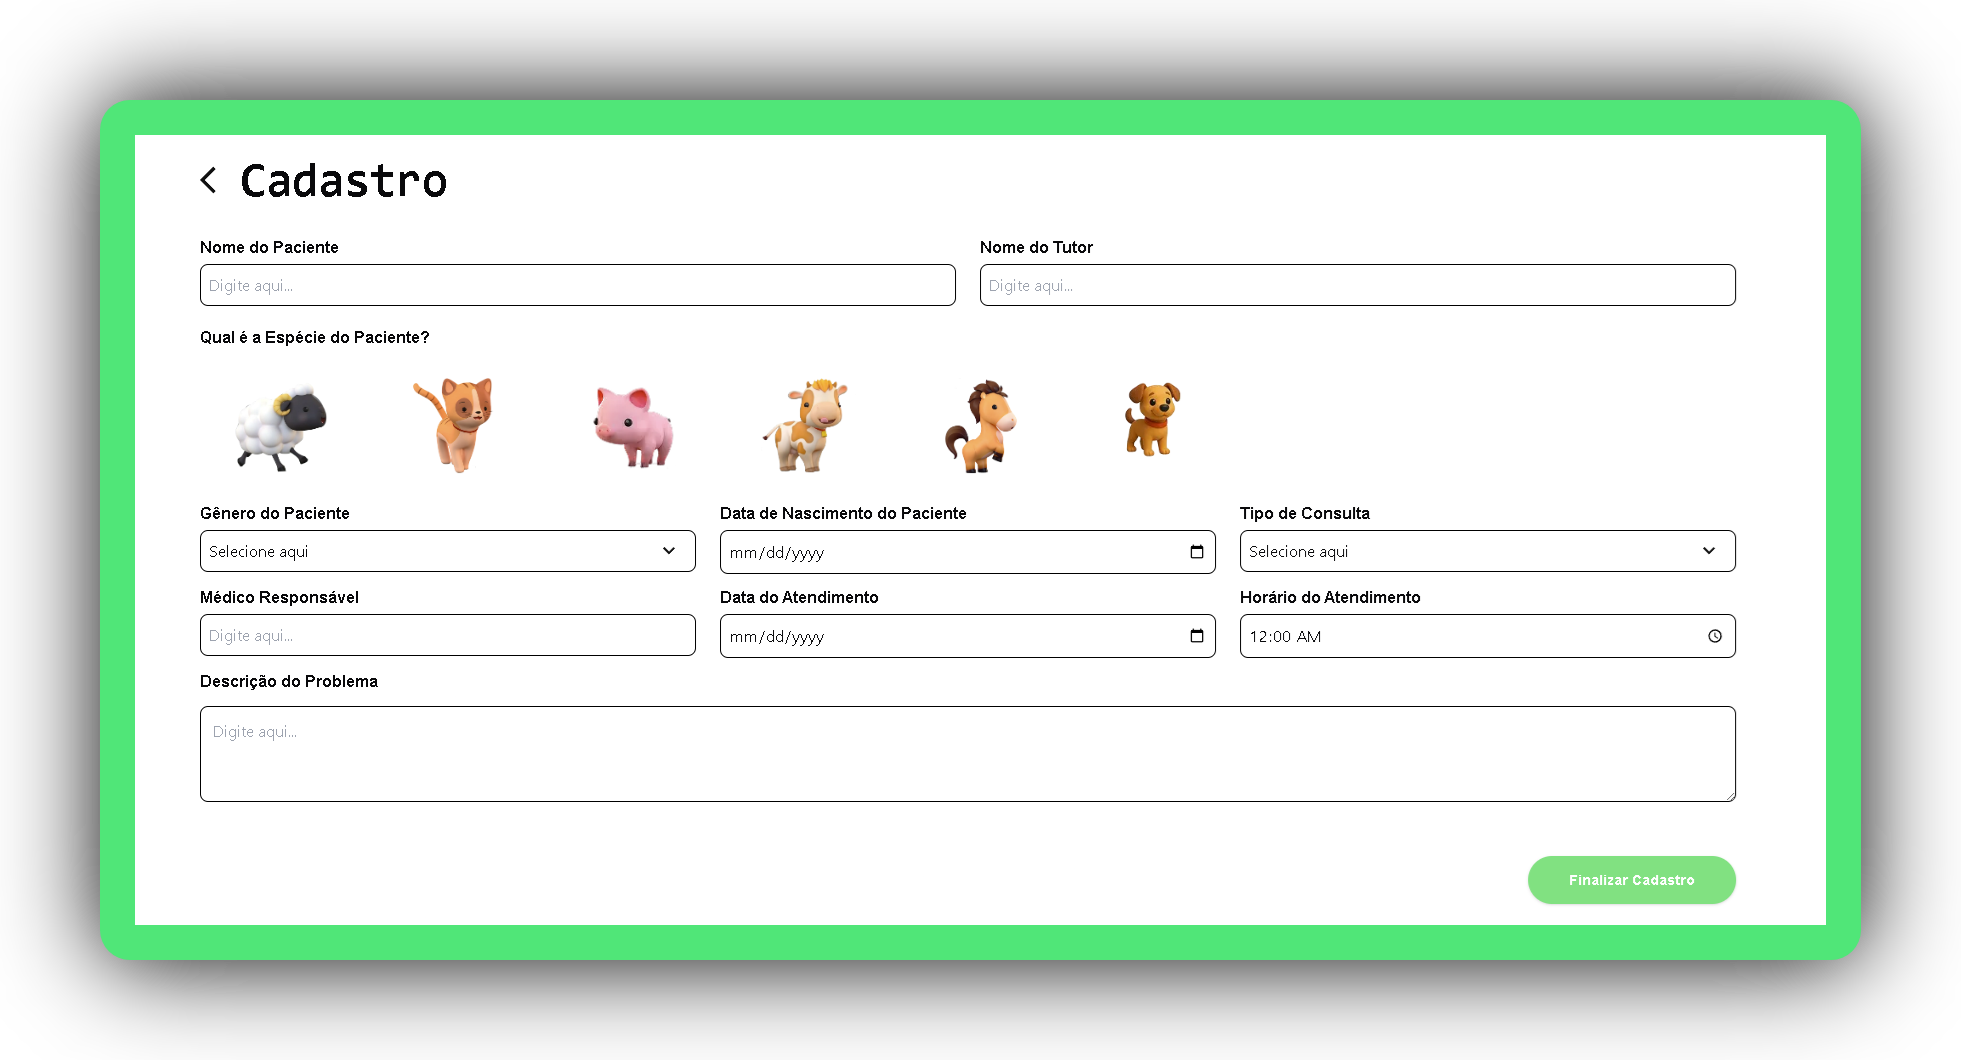 Cadastro
Nome do Paciente Nome do Tutor
Digite aqui... Digite aqui...
Qual é a Espécie do Paciente?
Gênero do Paciente Data de Nascimento do Paciente Tipo de Consulta
Selecione aqui mm/dd/yyyy Selecione aqui
Médico Responsável Data do Atendimento Horário do Atendimento
Digite aqui... mm/dd/yyyy 12:00 AM
Descrição do Problema
Digite aqui...
Finalizar Cadastro